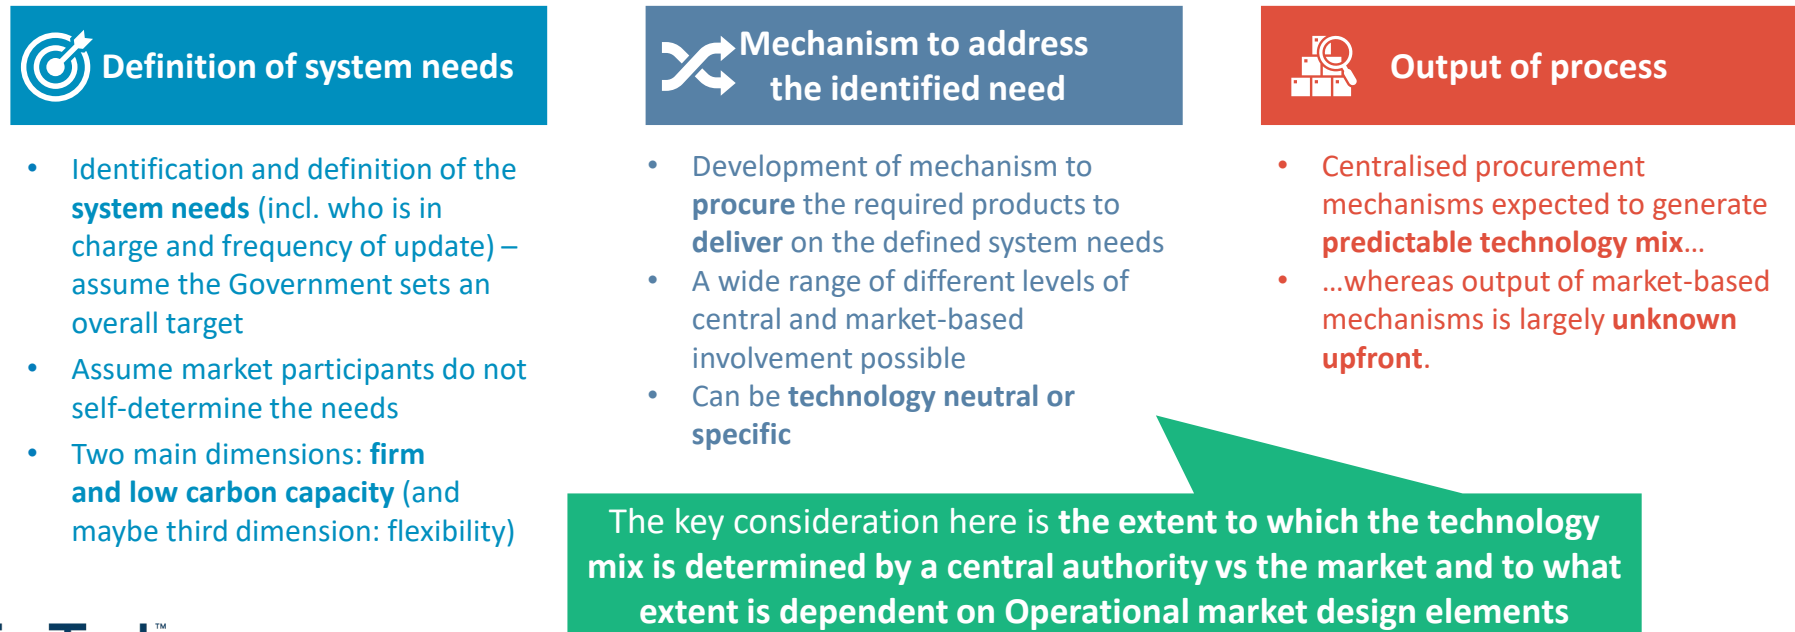 Definition of system needs
• Identification and definition of the
system needs (incl. who is in
charge and frequency of update) –
assume the Government sets an
overall target
• Assume market participants do not
self-determine the needs
• Two main dimensions: firm
and low carbon capacity (and
maybe third dimension: flexibility)
Mechanism to address
the identified need
• Development of mechanism to
procure the required products to
deliver on the defined system needs
• A wide range of different levels of
central and market-based
involvement possible
• Can be technology neutral or
specific
Output of process
• Centralised procurement
mechanisms expected to generate
predictable technology mix...
• ...whereas output of market-based
mechanisms is largely unknown
upfront.
The key consideration here is the extent to which the technology
mix is determined by a central authority vs the market and to what
extent is dependent on Operational market design elements